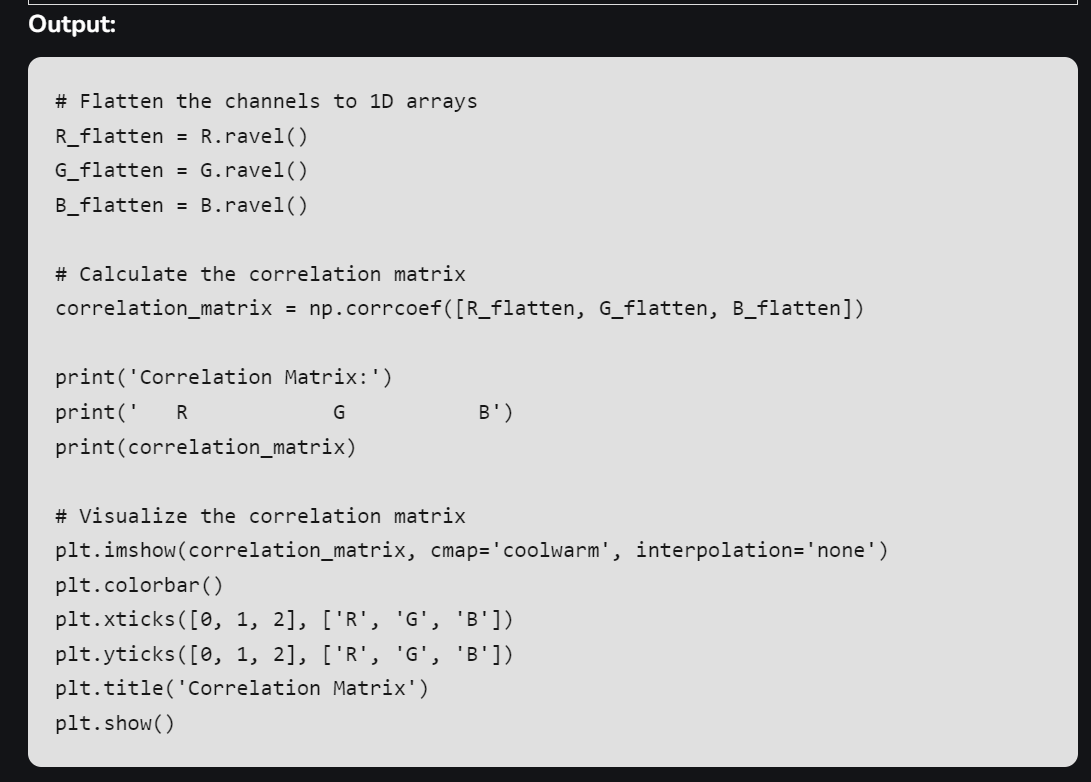 Output:
# Flatten the channels to 1D arrays
R_flatten = R.ravel()
G_flatten = G.ravel()
B_flatten = B.ravel()
# Calculate the correlation matrix
correlation_matrix = np.corrcoef([R_flatten, G_flatten, B_flatten])
print('Correlation Matrix:')
print('   R            G           B')
print(correlation_matrix)
# Visualize the correlation matrix
plt.imshow(correlation_matrix, cmap='coolwarm', interpolation='none')
plt.colorbar()
plt.xticks([0, 1, 2], ['R', 'G', 'B'])
plt.yticks([0, 1, 2], ['R', 'G', 'B'])
plt.title('Correlation Matrix')
plt.show()